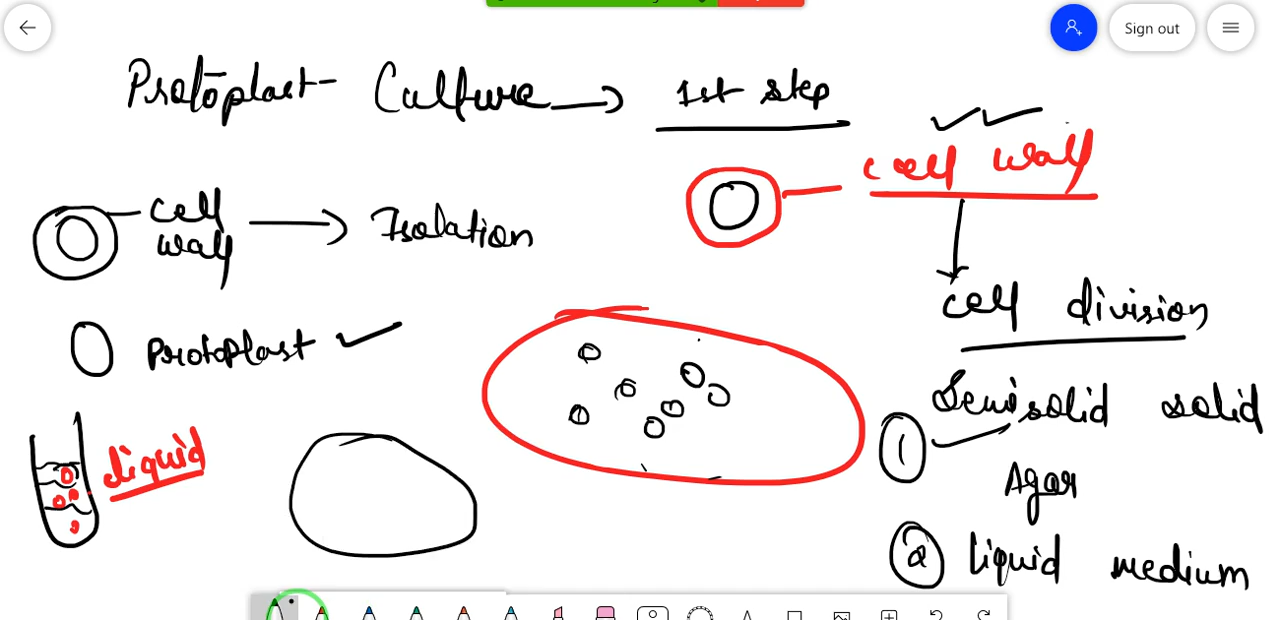 Sign out
Protoplast Culture → 1st step
cell wall
cell wall → Isolation
cell division
Protoplast
Semisolid solid
1
Agar
liquid
2 liquid medium